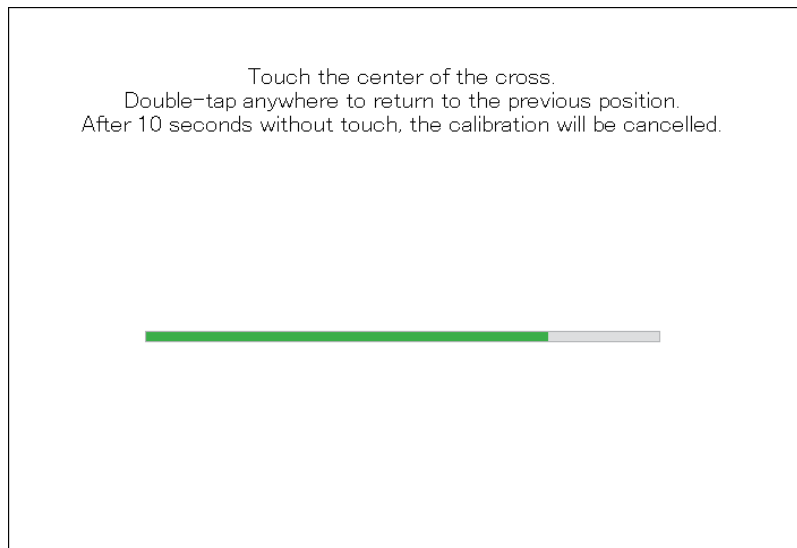 Touch the center of the cross.
Double-tap anywhere to return to the previous position.
After 10 seconds without touch, the calibration will be cancelled.